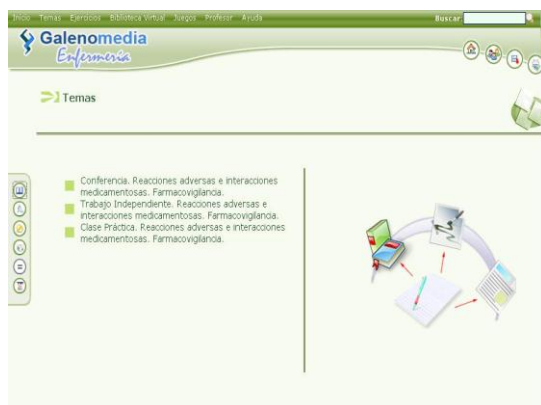 Inicio Temas Ejercicios Biblioteca Virtual Juegos Profesor Ayuda Buscar
Galenomedia
Enfermería
Temas
Conferencia. Reacciones adversas e interacciones
medicamentosas. Farmacovigilancia.
Trabajo Independiente. Reacciones adversas e
interacciones medicamentosas. Farmacovigilancia.
Clase Práctica. Reacciones adversas e interacciones
medicamentosas. Farmacovigilancia.